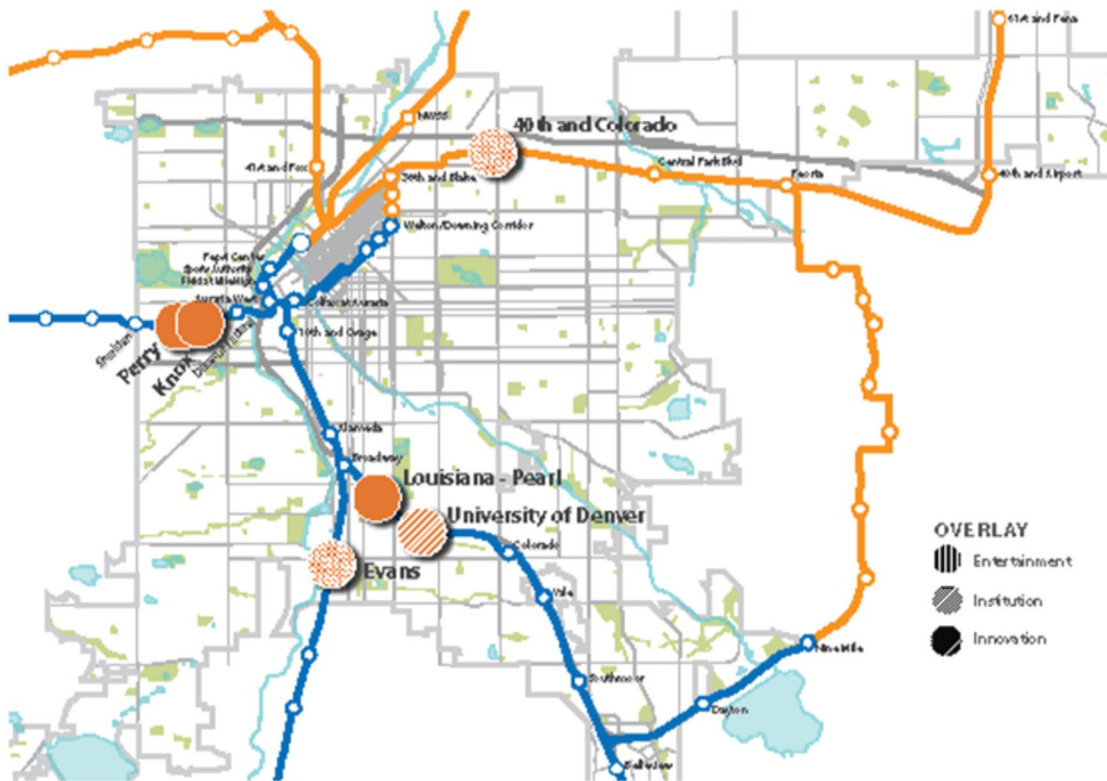 61st and Pena
NWSS
40th and Colorado
41st and Fox
38th and Blake
Central Park Blvd
Peoria
40th and Airport
Welton/Downing Corridor
Pepsi Center
Sports Authority
Field at Mile High
Auraria West
Colfax at Auraria
10th and Osage
Sheridan
Perry
Knox
Decatur/Federal
Alameda
Broadway
Louisiana - Pearl
University of Denver
Colorado
Evans
Yale
OVERLAY
Entertainment
Institution
Innovation
Nine Mile
Southmoor
Dayton
Belleview